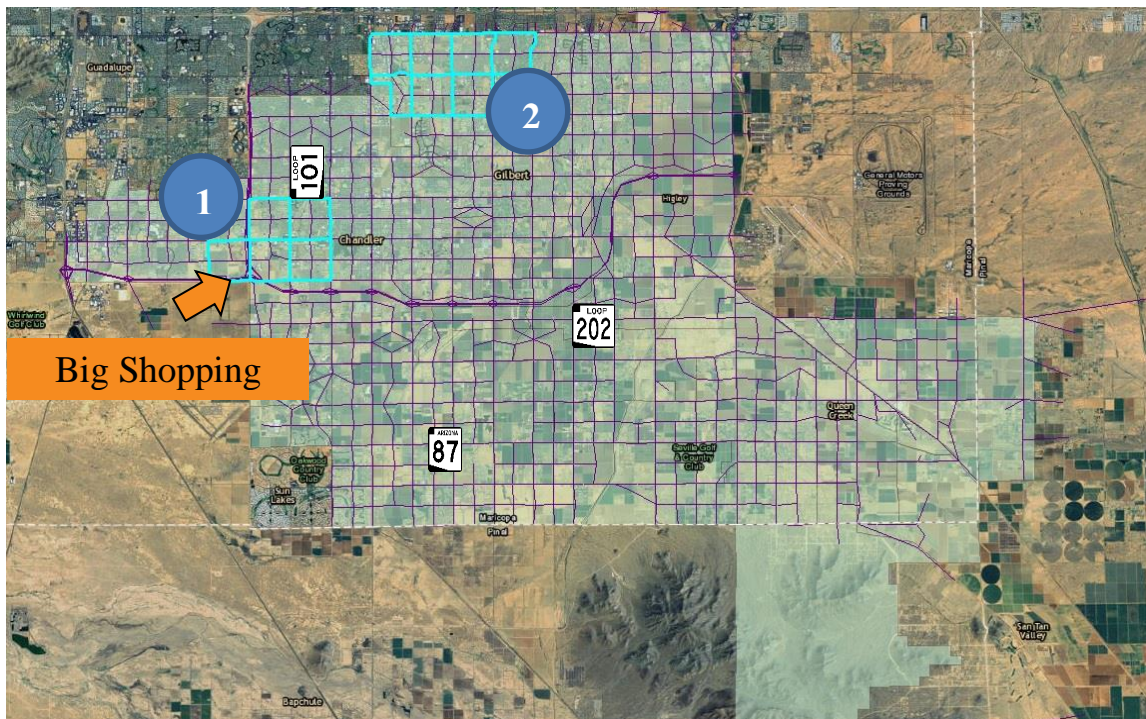 Guadalupe
2
LOOP
101
Gilbert
General Motors
Proving
Grounds
1
Higley
Chandler
Maricopa
Pinal
Whirlwind
Golf Club
LOOP
202
Big Shopping
Queen
Creek
ARIZONA
87
Seville Golf
& Country
Club
Oakwood
Country
Club
Sun
Lakes
Maricopa
Pinal
San Tan
Valley
Bapchule